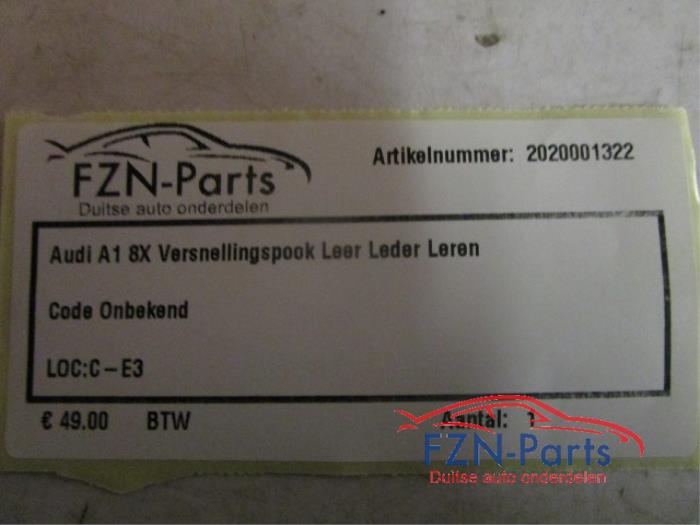 FZN-Parts
Duitse auto onderdelen
Artikelnummer: 2020001322
Audi A1 8X Versnellingspook Leer Leder Leren
Code Onbekend
LOC:C-E3
€ 49.00 BTW Aantal: 1
FZN-Parts
Duitse auto onderdelen